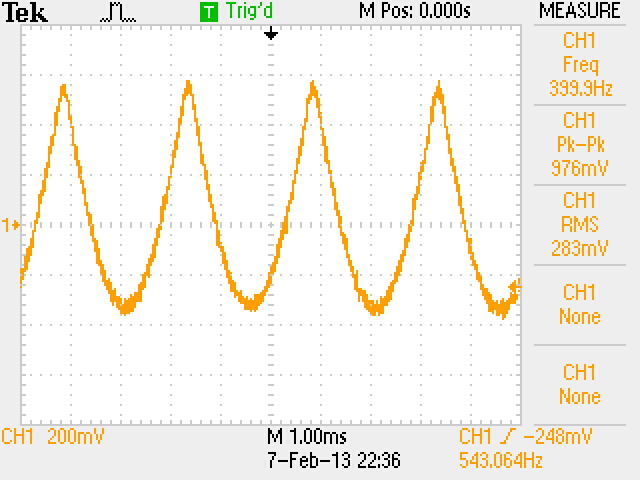 Tek T Trig'd M Pos: 0.000s MEASURE
CH1
Freq
399.9Hz
CH1
Pk-Pk
976mV
CH1
RMS
283mV
CH1
None
CH1
None
1
CH1 200mV M 1.00ms CH1 -248mV
7-Feb-13 22:36 543.064Hz